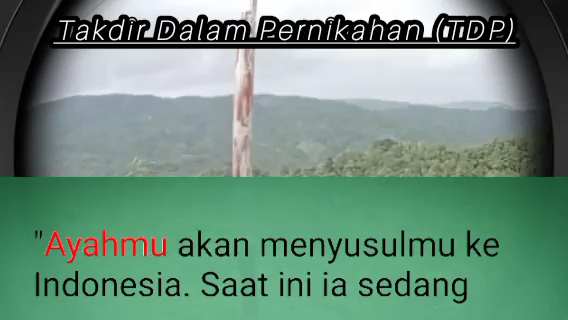 Takdir Dalam Pernikahan (TDP)
"Ayahmu akan menyusulmu ke
Indonesia. Saat ini ia sedang